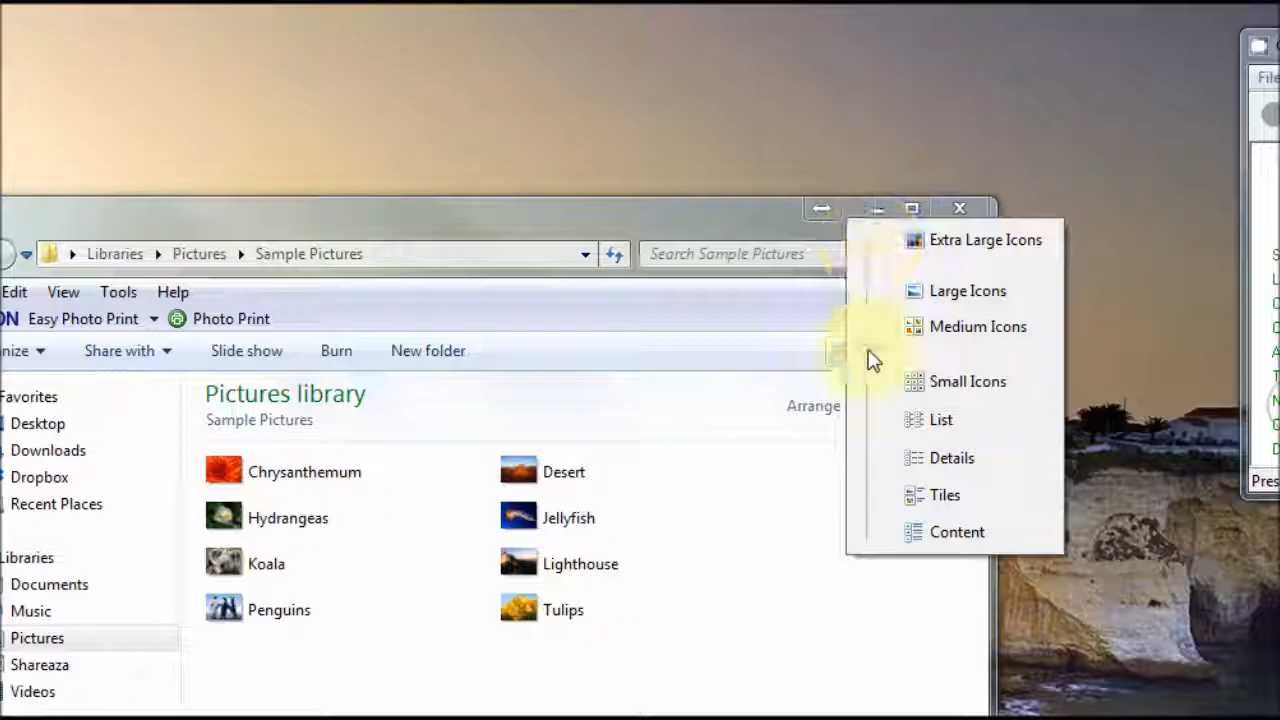 File
Libraries Pictures Sample Pictures Search Sample Pictures
Edit View Tools Help
ON Easy Photo Print Photo Print
nize Share with Slide show Burn New folder
Extra Large Icons
Large Icons
Medium Icons
Small Icons
List
Details
Tiles
Content
Favorites
Desktop
Downloads
Dropbox
Recent Places
Libraries
Documents
Music
Pictures
Shareaza
Videos
Pictures library
Sample Pictures
Arrange
Chrysanthemum Desert
Hydrangeas Jellyfish
Koala Lighthouse
Penguins Tulips
Pres